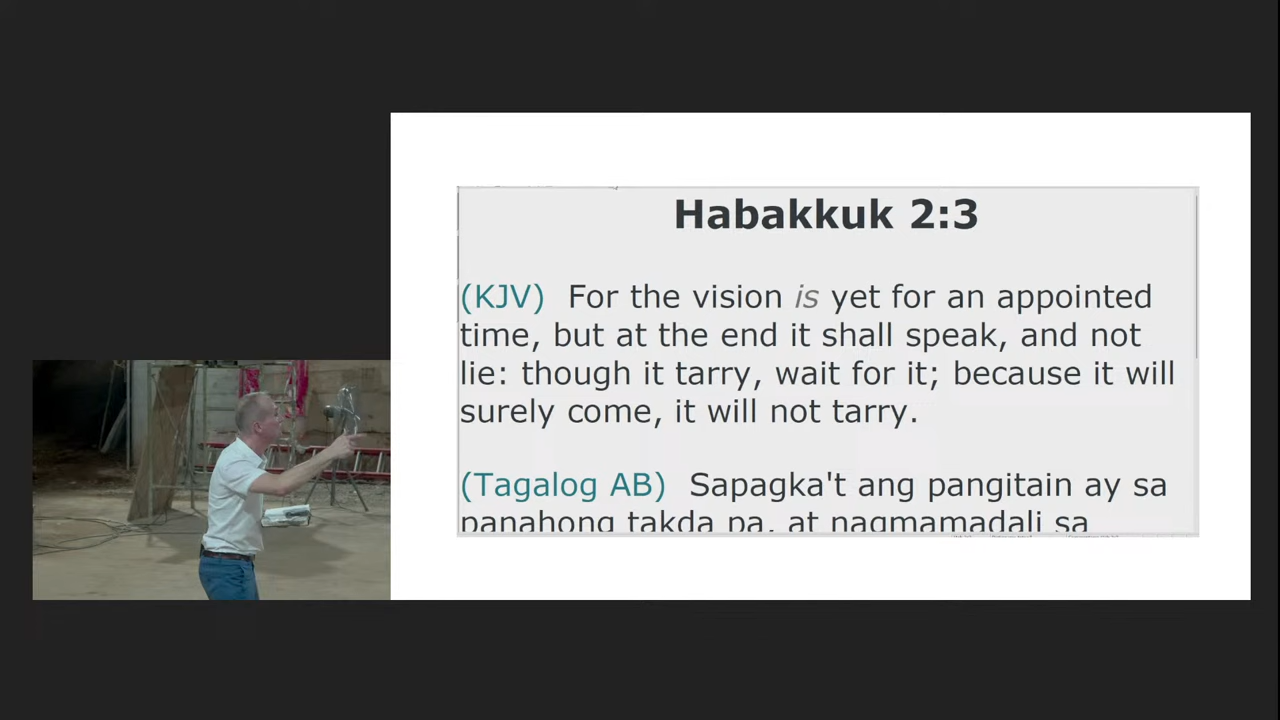 Habakkuk 2:3
(KJV) For the vision is yet for an appointed
time, but at the end it shall speak, and not
lie: though it tarry, wait for it; because it will
surely come, it will not tarry.
(Tagalog AB) Sapagka't ang pangitain ay sa
panahong takda pa, at nagmamadali sa